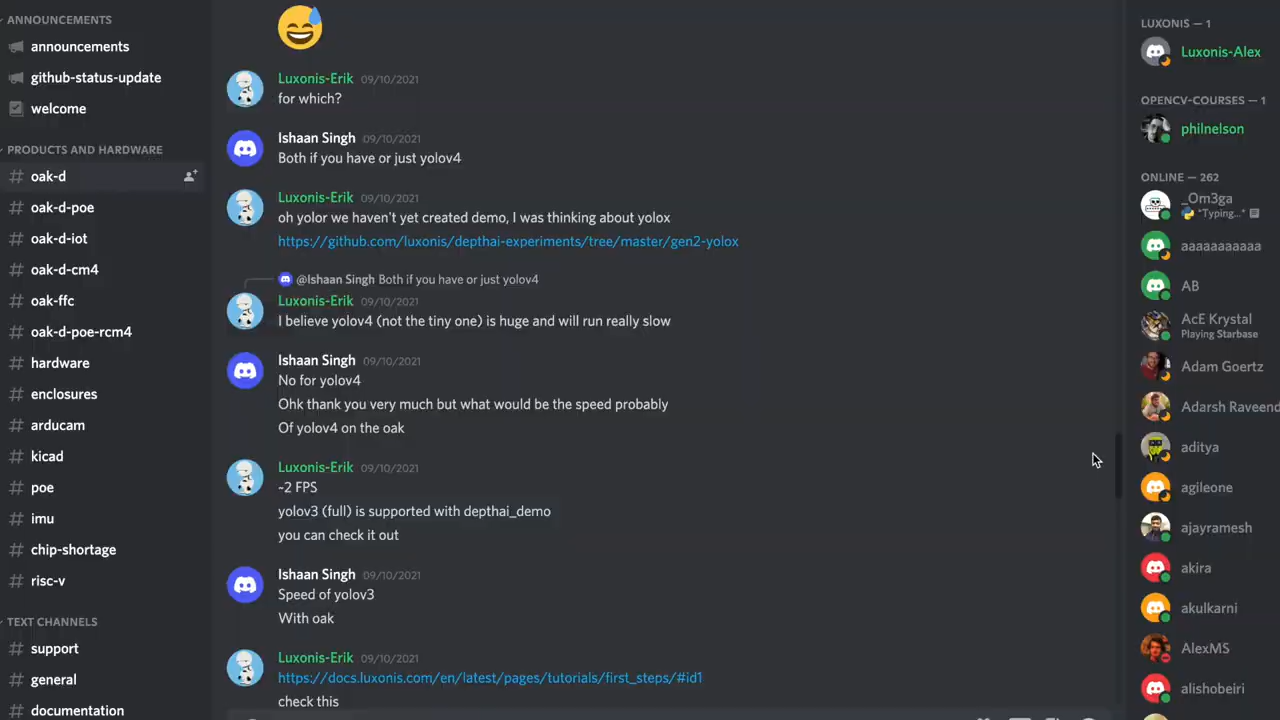 ANNOUNCEMENTS
announcements
github-status-update
welcome
PRODUCTS AND HARDWARE
# oak-d
# oak-d-poe
# oak-d-iot
# oak-d-cm4
# oak-ffc
# oak-d-poe-rcm4
# hardware
# enclosures
# arducam
# kicad
# poe
# imu
# chip-shortage
# risc-v
TEXT CHANNELS
# support
# general
# documentation
Luxonis-Erik 09/10/2021
for which?
Ishaan Singh 09/10/2021
Both if you have or just yolov4
Luxonis-Erik 09/10/2021
oh yolor we haven't yet created demo, I was thinking about yolox
https://github.com/luxonis/depthai-experiments/tree/master/gen2-yolox
@Ishaan Singh Both if you have or just yolov4
Luxonis-Erik 09/10/2021
I believe yolov4 (not the tiny one) is huge and will run really slow
Ishaan Singh 09/10/2021
No for yolov4
Ohk thank you very much but what would be the speed probably
Of yolov4 on the oak
Luxonis-Erik 09/10/2021
~2 FPS
yolov3 (full) is supported with depthai_demo
you can check it out
Ishaan Singh 09/10/2021
Speed of yolov3
With oak
Luxonis-Erik 09/10/2021
https://docs.luxonis.com/en/latest/pages/tutorials/first_steps/#id1
check this
LUXONIS — 1
Luxonis-Alex
OPENCV-COURSES — 1
philnelson
ONLINE — 262
_Om3ga
*Typing...*
aaaaaaaaaaa
AB
AcE Krystal
Playing Starbase
Adam Goertz
Adarsh Raveend
aditya
agileone
ajayramesh
akira
akulkarni
AlexMS
alishobeiri